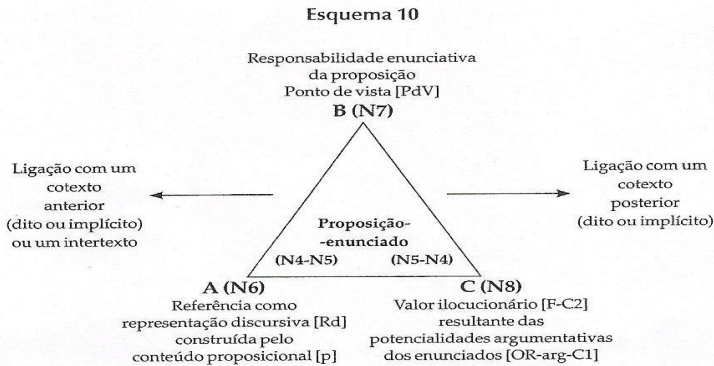 Esquema 10
Responsabilidade enunciativa
da proposição
Ponto de vista [PdV]
B (N7)
Ligação com um
cotexto
anterior
(dito ou implícito)
ou um intertexto
Ligação com um
cotexto
posterior
(dito ou implícito)
Proposição-
-enunciado
(N4-N5) (N5-N4)
A (N6)
Referência como
representação discursiva [Rd]
construída pelo
conteúdo proposicional [p]
C (N8)
Valor ilocucionário [F-C2]
resultante das
potencialidades argumentativas
dos enunciados [OR-arg-C1]